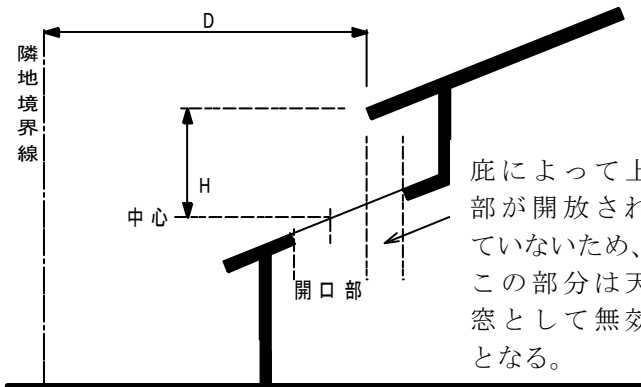 D
隣地境界線
H
中心
開口部
庇によって上
部が開放され
ていないため、
この部分は天
窓として無効
となる。